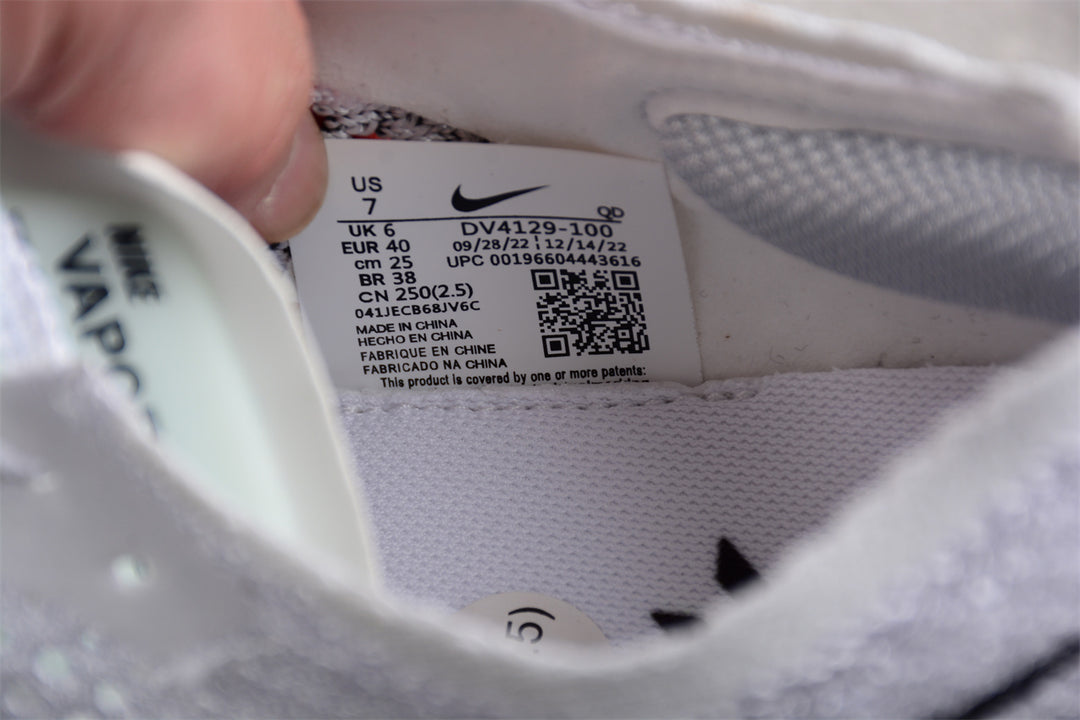 US
7
QD
UK 6
EUR 40
cm 25
BR 38
CN 250(2.5)
041JECB68JV6C
DV4129-100
09/28/22 ¦ 12/14/22
UPC 00196604443616
MADE IN CHINA
HECHO EN CHINA
FABRIQUE EN CHINE
FABRICADO NA CHINA
This product is covered by one or more patents:
NIKE
5)